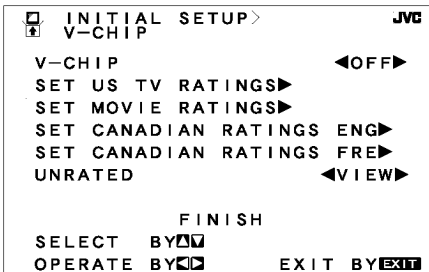 INITIAL SETUP> JVC
V-CHIP
V-CHIP ◀OFF▶
SET US TV RATINGS▶
SET MOVIE RATINGS▶
SET CANADIAN RATINGS ENG▶
SET CANADIAN RATINGS FRE▶
UNRATED ◀VIEW▶
FINISH
SELECT BY▲▼
OPERATE BY◀▶ EXIT BY EXIT